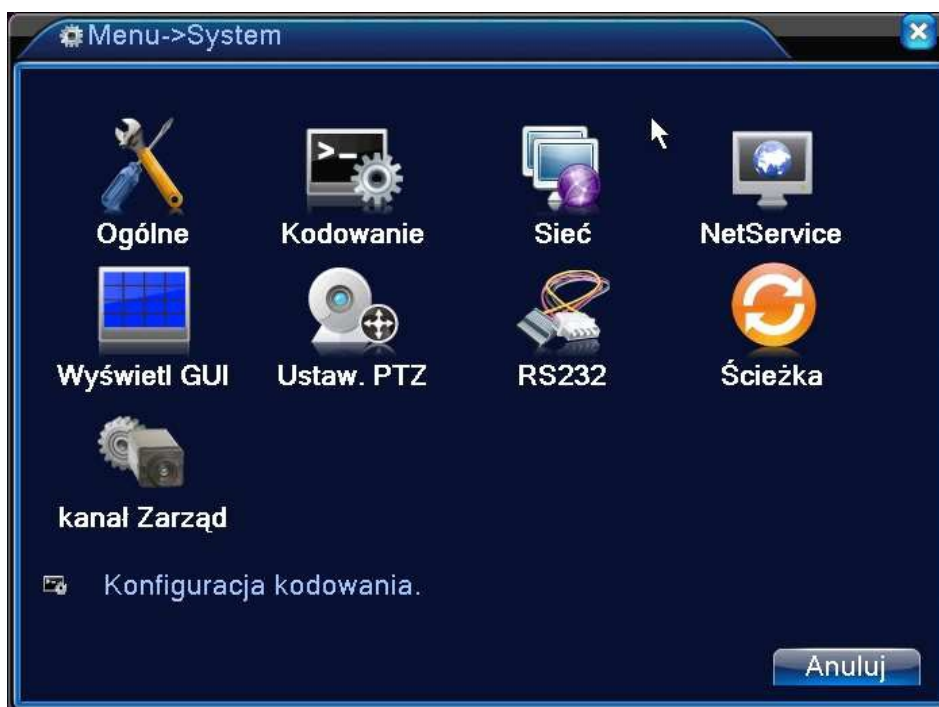 Menu->System
Ogólne Kodowanie Sieć NetService
Wyświetl GUI Ustaw. PTZ RS232 Ścieżka
kanał Zarząd
Konfiguracja kodowania.
Anuluj